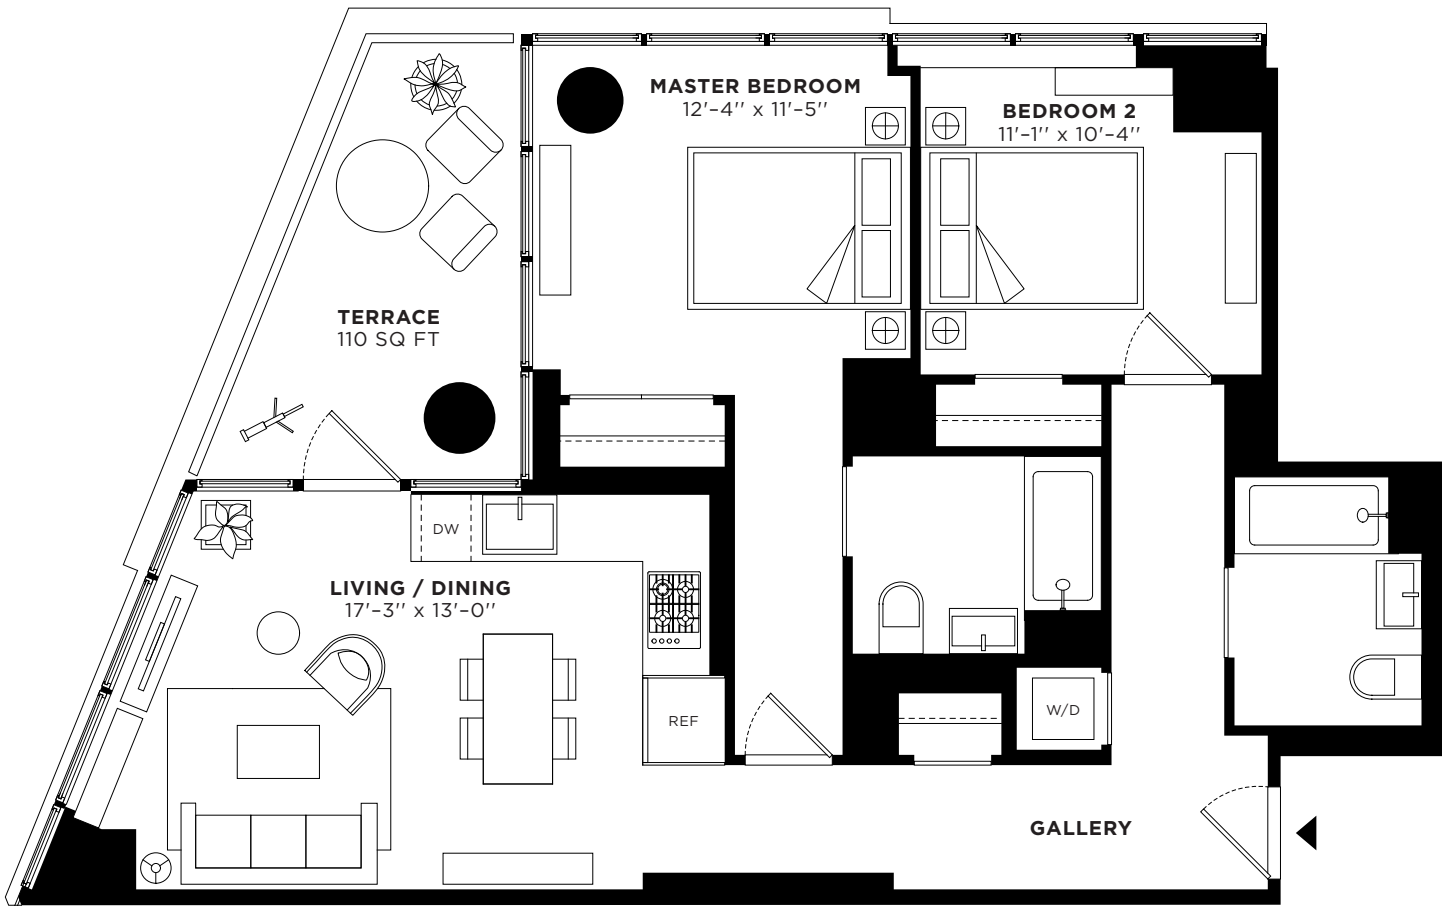 MASTER BEDROOM
12'-4'' x 11'-5''
BEDROOM 2
11'-1'' x 10'-4''
TERRACE
110 SQ FT
DW
LIVING / DINING
17'-3'' x 13'-0''
REF
W/D
GALLERY